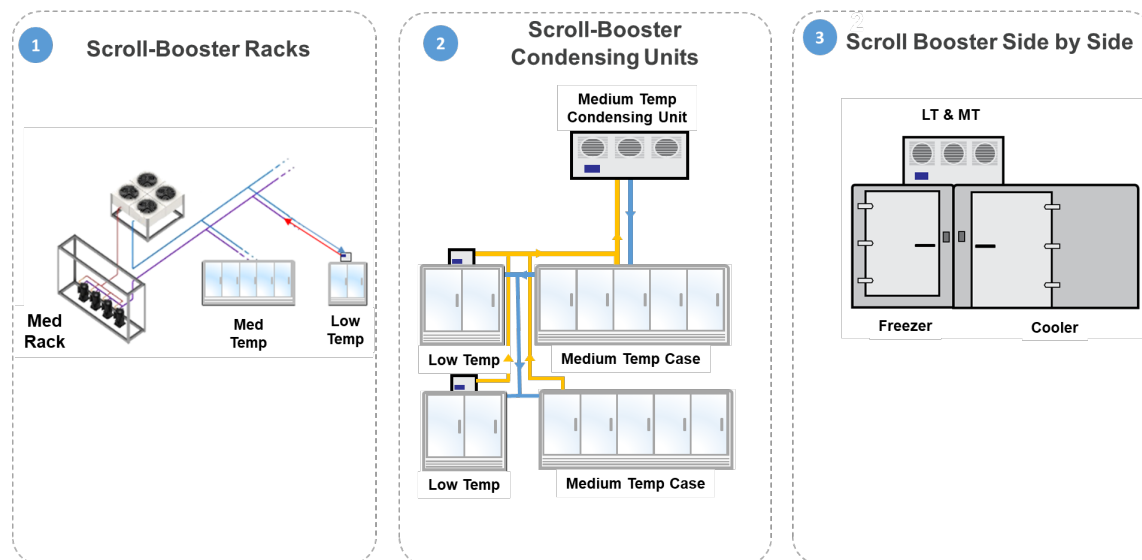 1
Scroll-Booster Racks
Med
Rack
Med
Temp
Low
Temp
2
Scroll-Booster
Condensing Units
Medium Temp
Condensing Unit
Low Temp
Medium Temp Case
Low Temp
Medium Temp Case
2
3
Scroll Booster Side by Side
LT & MT
Freezer
Cooler